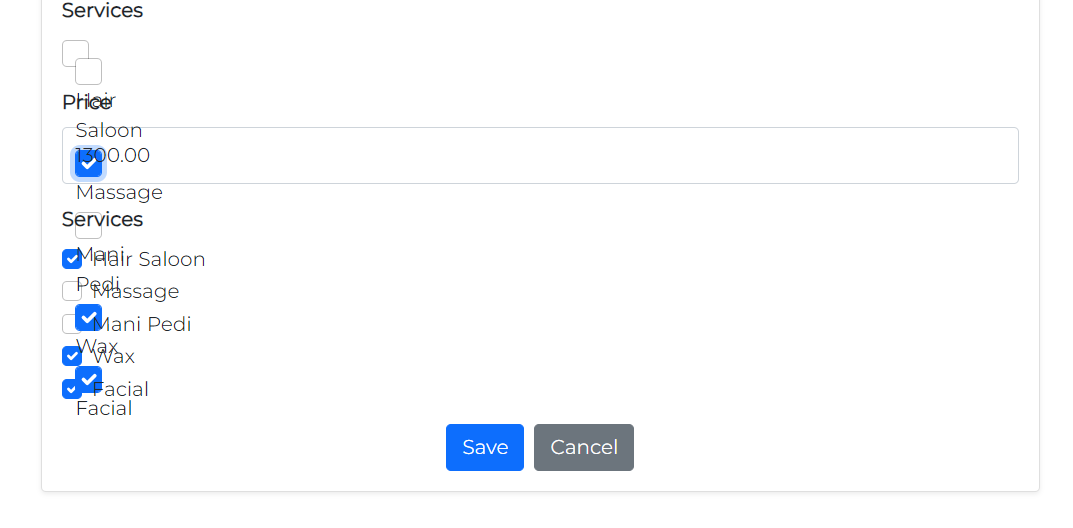 Services
Price
Hair
Saloon
1300.00
Massage
Services
Mani
Hair Saloon
Pedi
Massage
Mani Pedi
Wax
Wax
Facial
Facial
Save Cancel